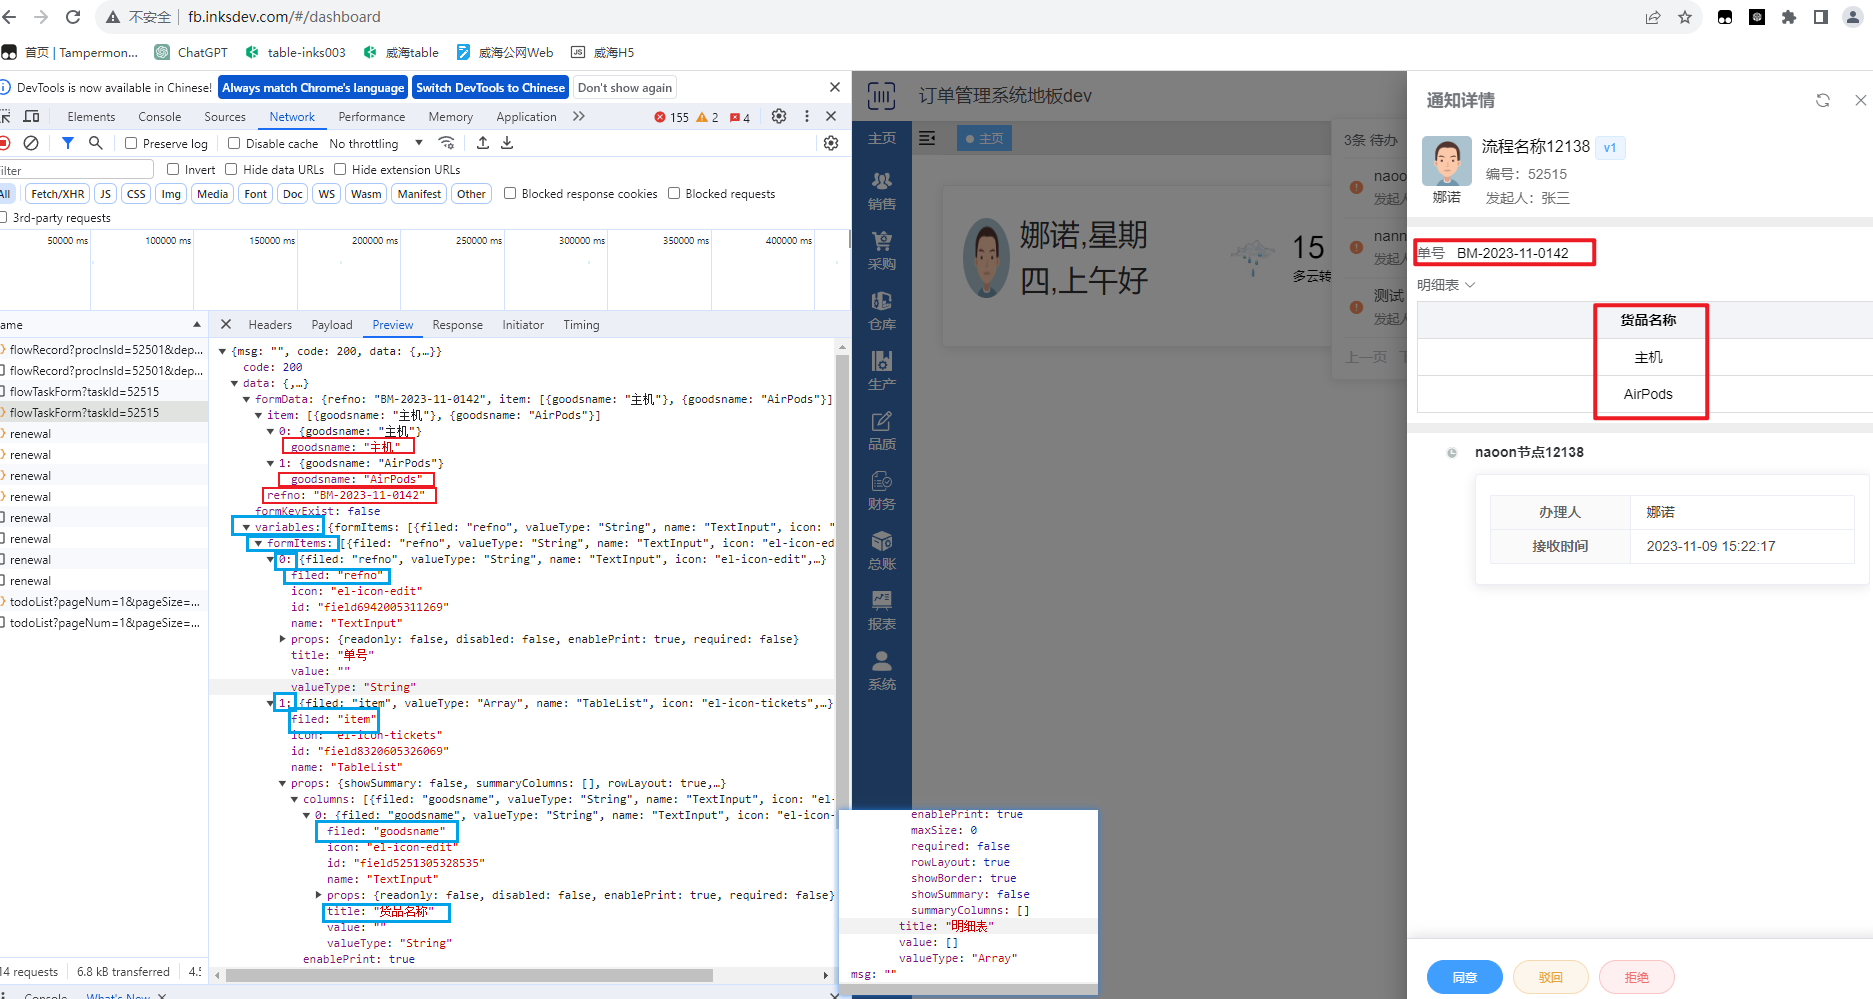 不安全 fb.inksdev.com/#/dashboard
首页 | Tampermon... ChatGPT table-inks003 威海table 威海公网Web 威海H5
DevTools is now available in Chinese! Always match Chrome's language Switch DevTools to Chinese Don't show again
Elements Console Sources Network Performance Memory Application 155 2 4
Preserve log Disable cache No throttling
ilter Invert Hide data URLs Hide extension URLs
All Fetch/XHR JS CSS Img Media Font Doc WS Wasm Manifest Other Blocked response cookies Blocked requests
3rd-party requests
50000 ms 100000 ms 150000 ms 200000 ms 250000 ms 300000 ms 350000 ms 400000 ms
ame
flowRecord?procInsId=52501&dep...
flowRecord?procInsId=52501&dep...
flowTaskForm?taskId=52515
flowTaskForm?taskId=52515
renewal
renewal
renewal
renewal
renewal
renewal
renewal
renewal
todoList?pageNum=1&pageSize=...
todoList?pageNum=1&pageSize=...
14 requests 6.8 kB transferred 4.5
Console What's New
Headers Payload Preview Response Initiator Timing
{msg: "", code: 200, data: {,…}}
code: 200
data: {,…}
formData: {refno: "BM-2023-11-0142", item: [{goodsname: "主机"}, {goodsname: "AirPods"}]
item: [{goodsname: "主机"}, {goodsname: "AirPods"}]
0: {goodsname: "主机"}
goodsname: "主机"
1: {goodsname: "AirPods"}
goodsname: "AirPods"
refno: "BM-2023-11-0142"
formKeyExist: false
variables: {formItems: [{filed: "refno", valueType: "String", name: "TextInput", icon: "
formItems: [{filed: "refno", valueType: "String", name: "TextInput", icon: "el-icon-ed
0: {filed: "refno", valueType: "String", name: "TextInput", icon: "el-icon-edit",…}
filed: "refno"
icon: "el-icon-edit"
id: "field6942005311269"
name: "TextInput"
props: {readonly: false, disabled: false, enablePrint: true, required: false}
title: "单号"
value: ""
valueType: "String"
1: {filed: "item", valueType: "Array", name: "TableList", icon: "el-icon-tickets",…}
filed: "item"
icon: "el-icon-tickets"
id: "field8320605326069"
name: "TableList"
props: {showSummary: false, summaryColumns: [], rowLayout: true,…}
columns: [{filed: "goodsname", valueType: "String", name: "TextInput", icon: "el-
0: {filed: "goodsname", valueType: "String", name: "TextInput", icon: "el-icon-
filed: "goodsname"
icon: "el-icon-edit"
id: "field5251305328535"
name: "TextInput"
props: {readonly: false, disabled: false, enablePrint: true, required: false}
title: "货品名称"
value: ""
valueType: "String"
enablePrint: true
enablePrint: true
maxSize: 0
required: false
rowLayout: true
showBorder: true
showSummary: false
summaryColumns: []
title: "明细表"
value: []
valueType: "Array"
msg: ""
订单管理系统地板dev
主页
销售
采购
仓库
生产
品质
财务
总账
报表
系统
主页
娜诺,星期
四,上午好
15
多云转
3条 待办
naoo
发起人
nann
发起人
测试
发起人
上一页
通知详情
流程名称12138 v1
编号：52515
娜诺 发起人：张三
单号 BM-2023-11-0142
明细表
货品名称
主机
AirPods
naoon节点12138
办理人 娜诺
接收时间 2023-11-09 15:22:17
同意 驳回 拒绝